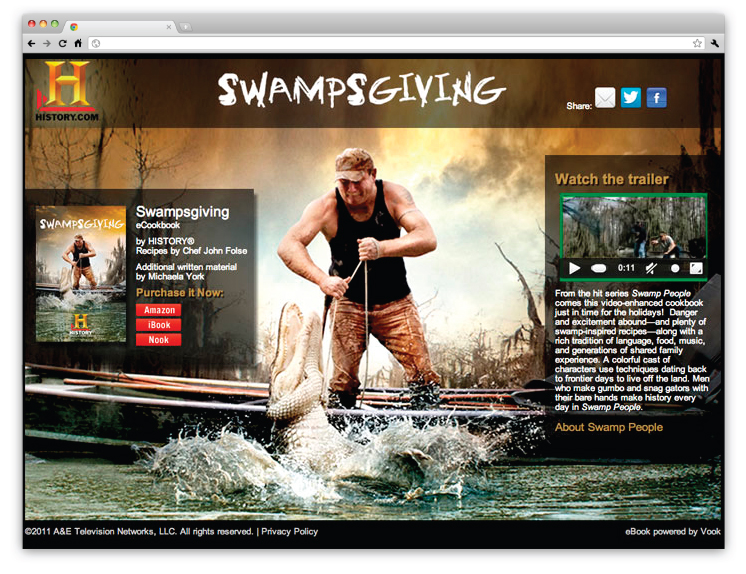 H
HISTORY.COM
SWAMPSGIVING
Share:
Watch the trailer
0:11
From the hit series Swamp People
comes this video-enhanced cookbook
just in time for the holidays!  Danger
and excitement abound—and plenty of
swamp-inspired recipes—along with a
rich tradition of language, food, music,
and generations of shared family
experience. A colorful cast of
characters use techniques dating back
to frontier days to live off the land. Men
who make gumbo and snag gators with
their bare hands make history every
day in Swamp People.
About Swamp People
SWAMPSGIVING
H
Swampsgiving
eCookbook
by HISTORY®
Recipes by Chef John Folse
Additional written material
by Michaela York
Purchase It Now:
Amazon
iBook
Nook
©2011 A&E Television Networks, LLC. All rights reserved. | Privacy Policy
eBook powered by Vook